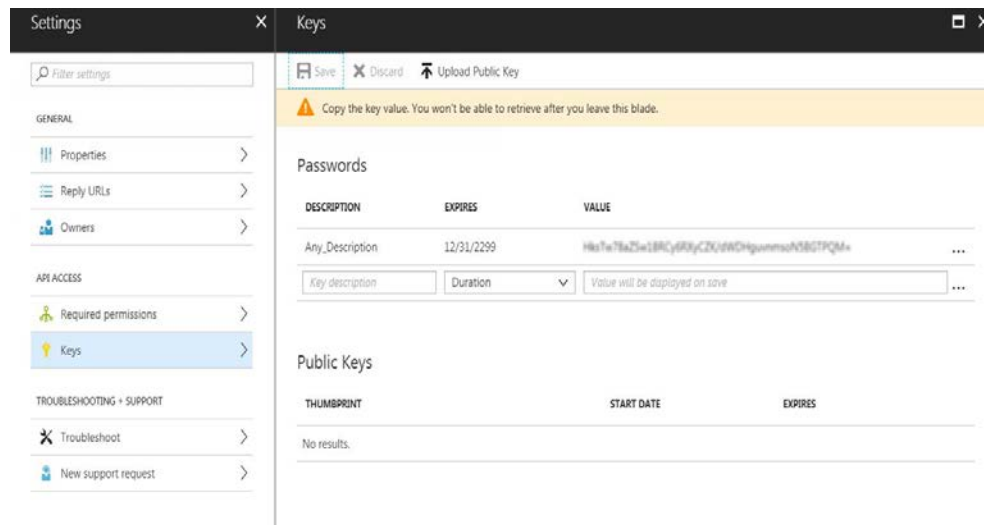 Settings
Keys
Filter settings
Save Discard Upload Public Key
Copy the key value. You won't be able to retrieve after you leave this blade.
GENERAL
Properties
Reply URLs
Owners
API ACCESS
Required permissions
Keys
TROUBLESHOOTING + SUPPORT
Troubleshoot
New support request
Passwords
DESCRIPTION EXPIRES VALUE
Any_Description 12/31/2299
Key description Duration Value will be displayed on save
Public Keys
THUMBPRINT START DATE EXPIRES
No results.